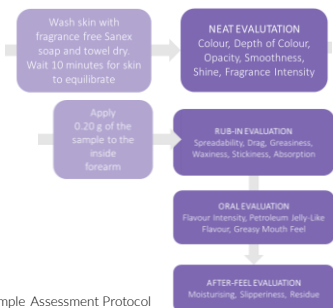 Wash skin with
fragrance free Sanex
soap and towel dry.
Wait 10 minutes for skin
to equilibrate
NEAT EVALUTATION
Colour, Depth of Colour,
Opacity, Smoothness,
Shine, Fragrance Intensity
Apply
0.20 g of the
sample to the
inside
forearm
RUB-IN EVALUATION
Spreadability, Drag, Greasiness,
Waxiness, Stickiness, Absorption
ORAL EVALUATION
Flavour Intensity, Petroleum Jelly-Like
Flavour, Greasy Mouth Feel
AFTER-FEEL EVALUATION
Moisturising, Slipperiness, Residue
mple Assessment Protocol